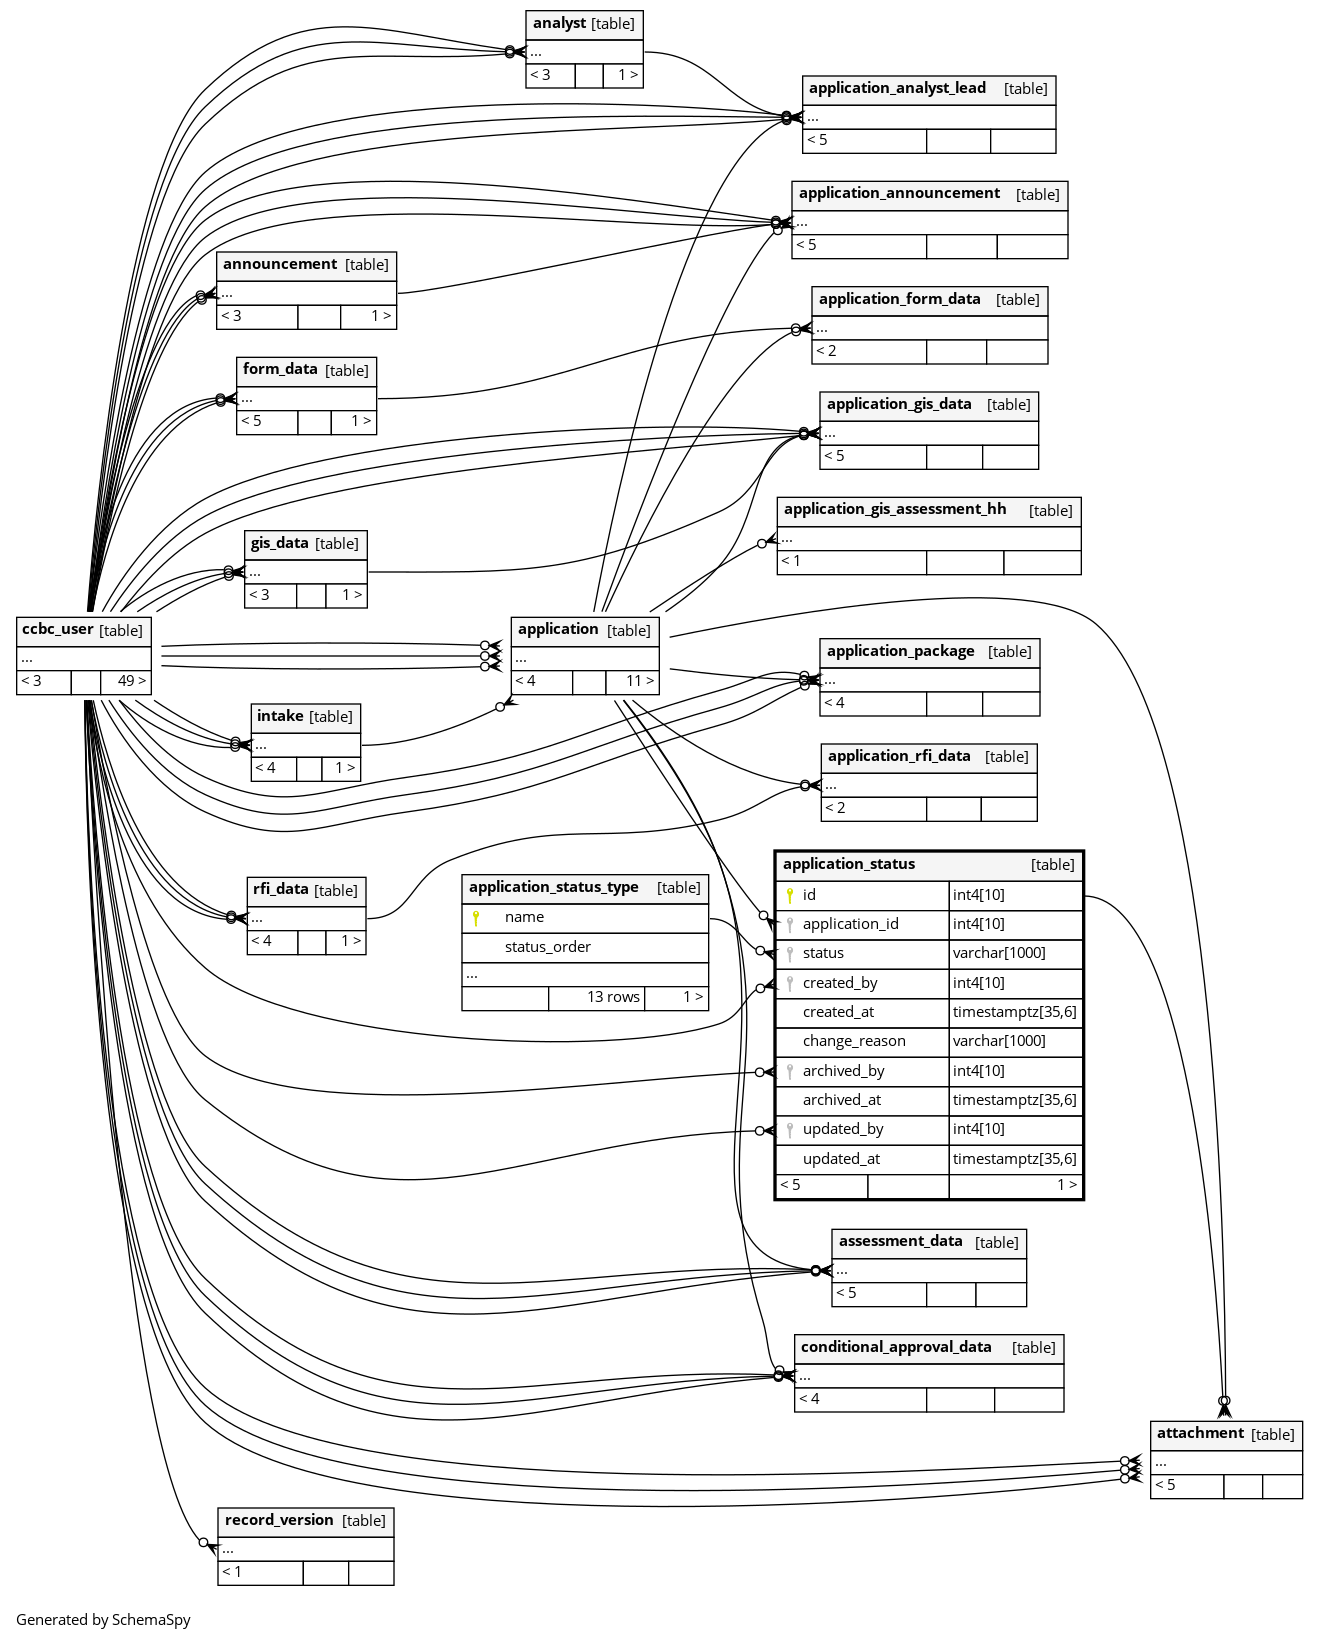 analyst [table]
...
< 3 1 >
application_analyst_lead [table]
...
< 5
application_announcement [table]
...
< 5
announcement [table]
...
< 3 1 >
application_form_data [table]
...
< 2
form_data [table]
...
< 5 1 >
application_gis_data [table]
...
< 5
application_gis_assessment_hh [table]
...
< 1
gis_data [table]
...
< 3 1 >
ccbc_user [table]
...
< 3 49 >
application [table]
...
< 4 11 >
application_package [table]
...
< 4
intake [table]
...
< 4 1 >
application_rfi_data [table]
...
< 2
rfi_data [table]
...
< 4 1 >
application_status_type [table]
name
status_order
...
13 rows 1 >
application_status [table]
id int4[10]
application_id int4[10]
status varchar[1000]
created_by int4[10]
created_at timestamptz[35,6]
change_reason varchar[1000]
archived_by int4[10]
archived_at timestamptz[35,6]
updated_by int4[10]
updated_at timestamptz[35,6]
< 5 1 >
assessment_data [table]
...
< 5
conditional_approval_data [table]
...
< 4
attachment [table]
...
< 5
record_version [table]
...
< 1
Generated by SchemaSpy